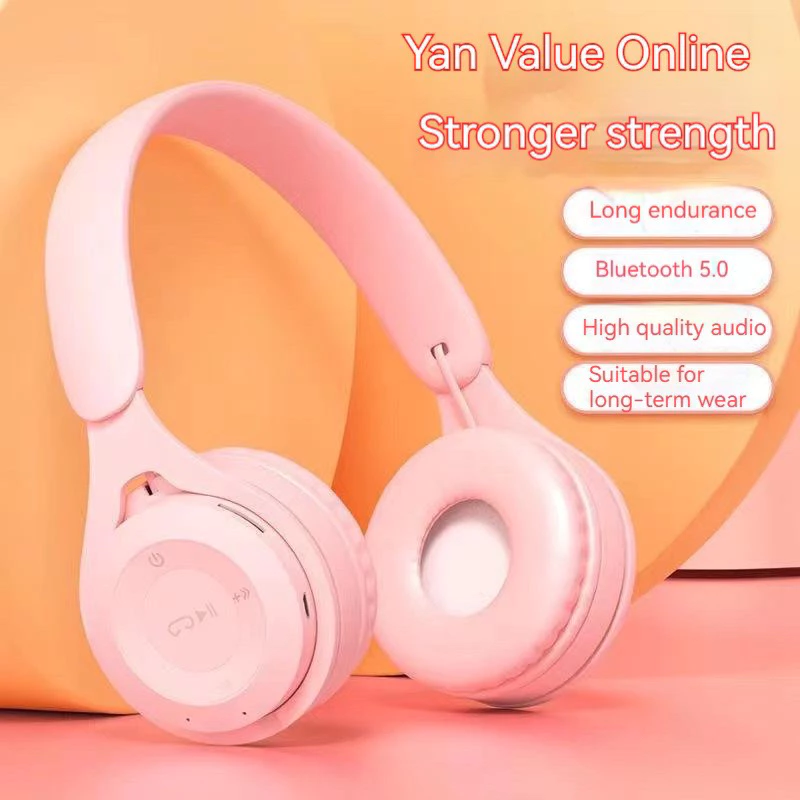 Yan Value Online
Stronger strength
Long endurance
Bluetooth 5.0
High quality audio
Suitable for
long-term wear